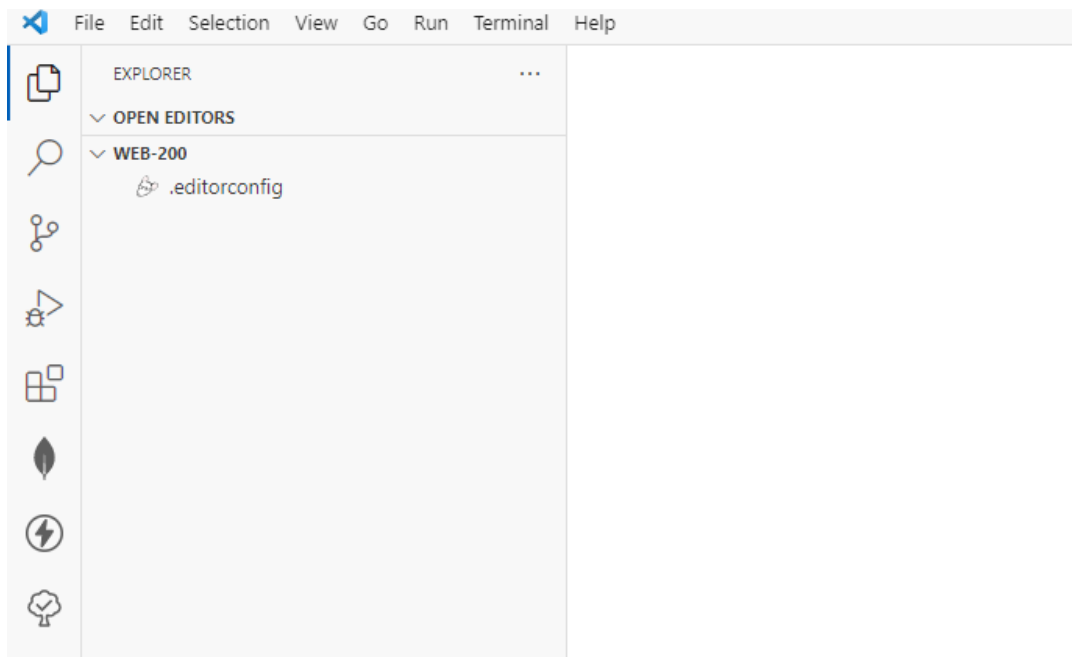 File Edit Selection View Go Run Terminal Help
EXPLORER ...
OPEN EDITORS
WEB-200
.editorconfig